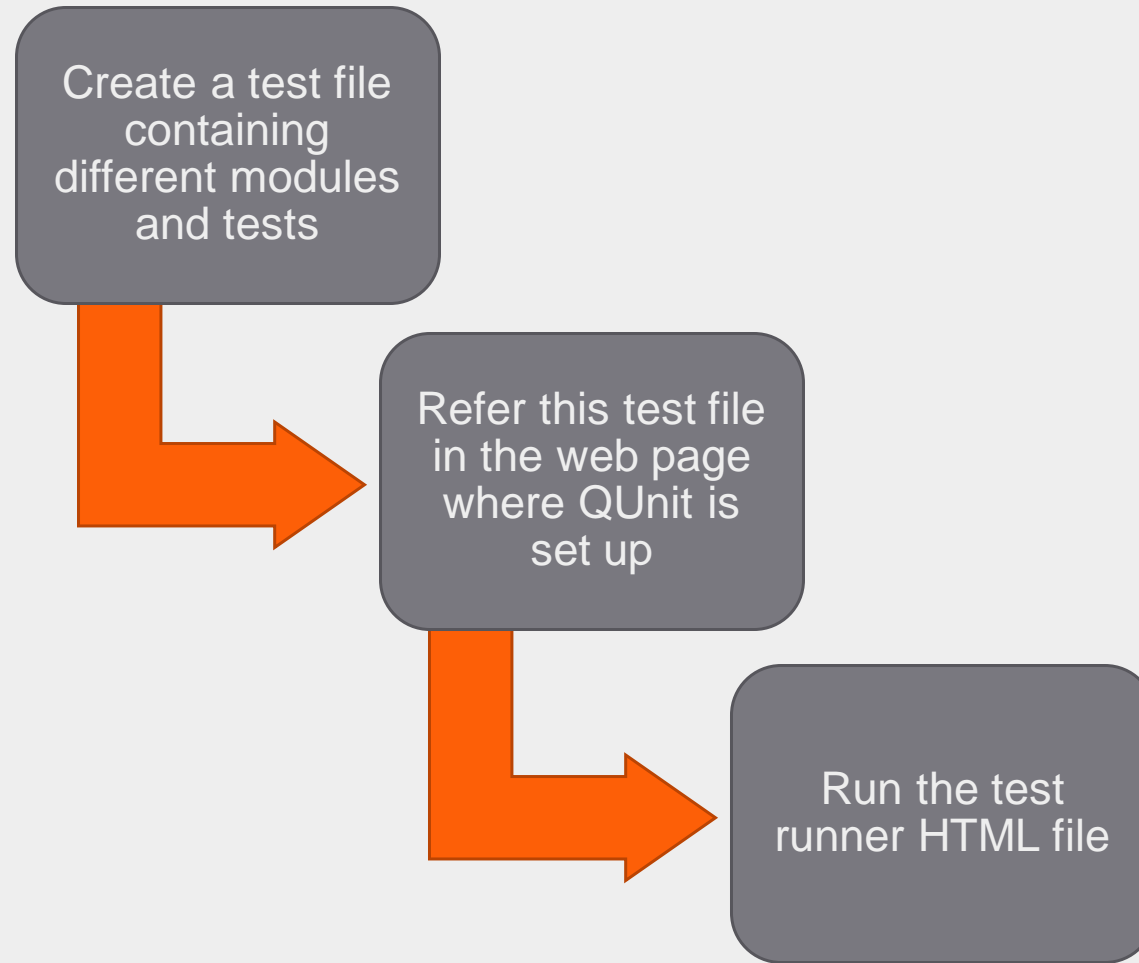 Create a test file
containing
different modules
and tests
Refer this test file
in the web page
where QUnit is
set up
Run the test
runner HTML file